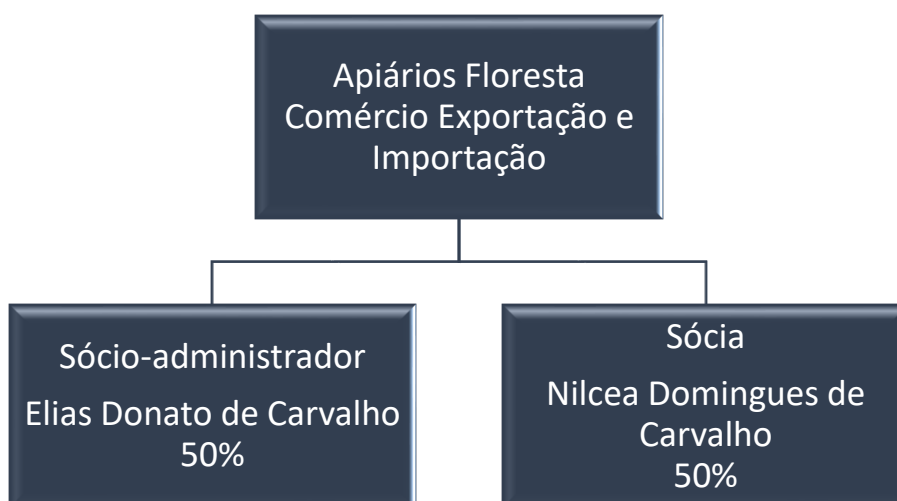 Apiários Floresta
Comércio Exportação e
Importação
Sócio-administrador
Elias Donato de Carvalho
50%
Sócia
Nilcea Domingues de
Carvalho
50%